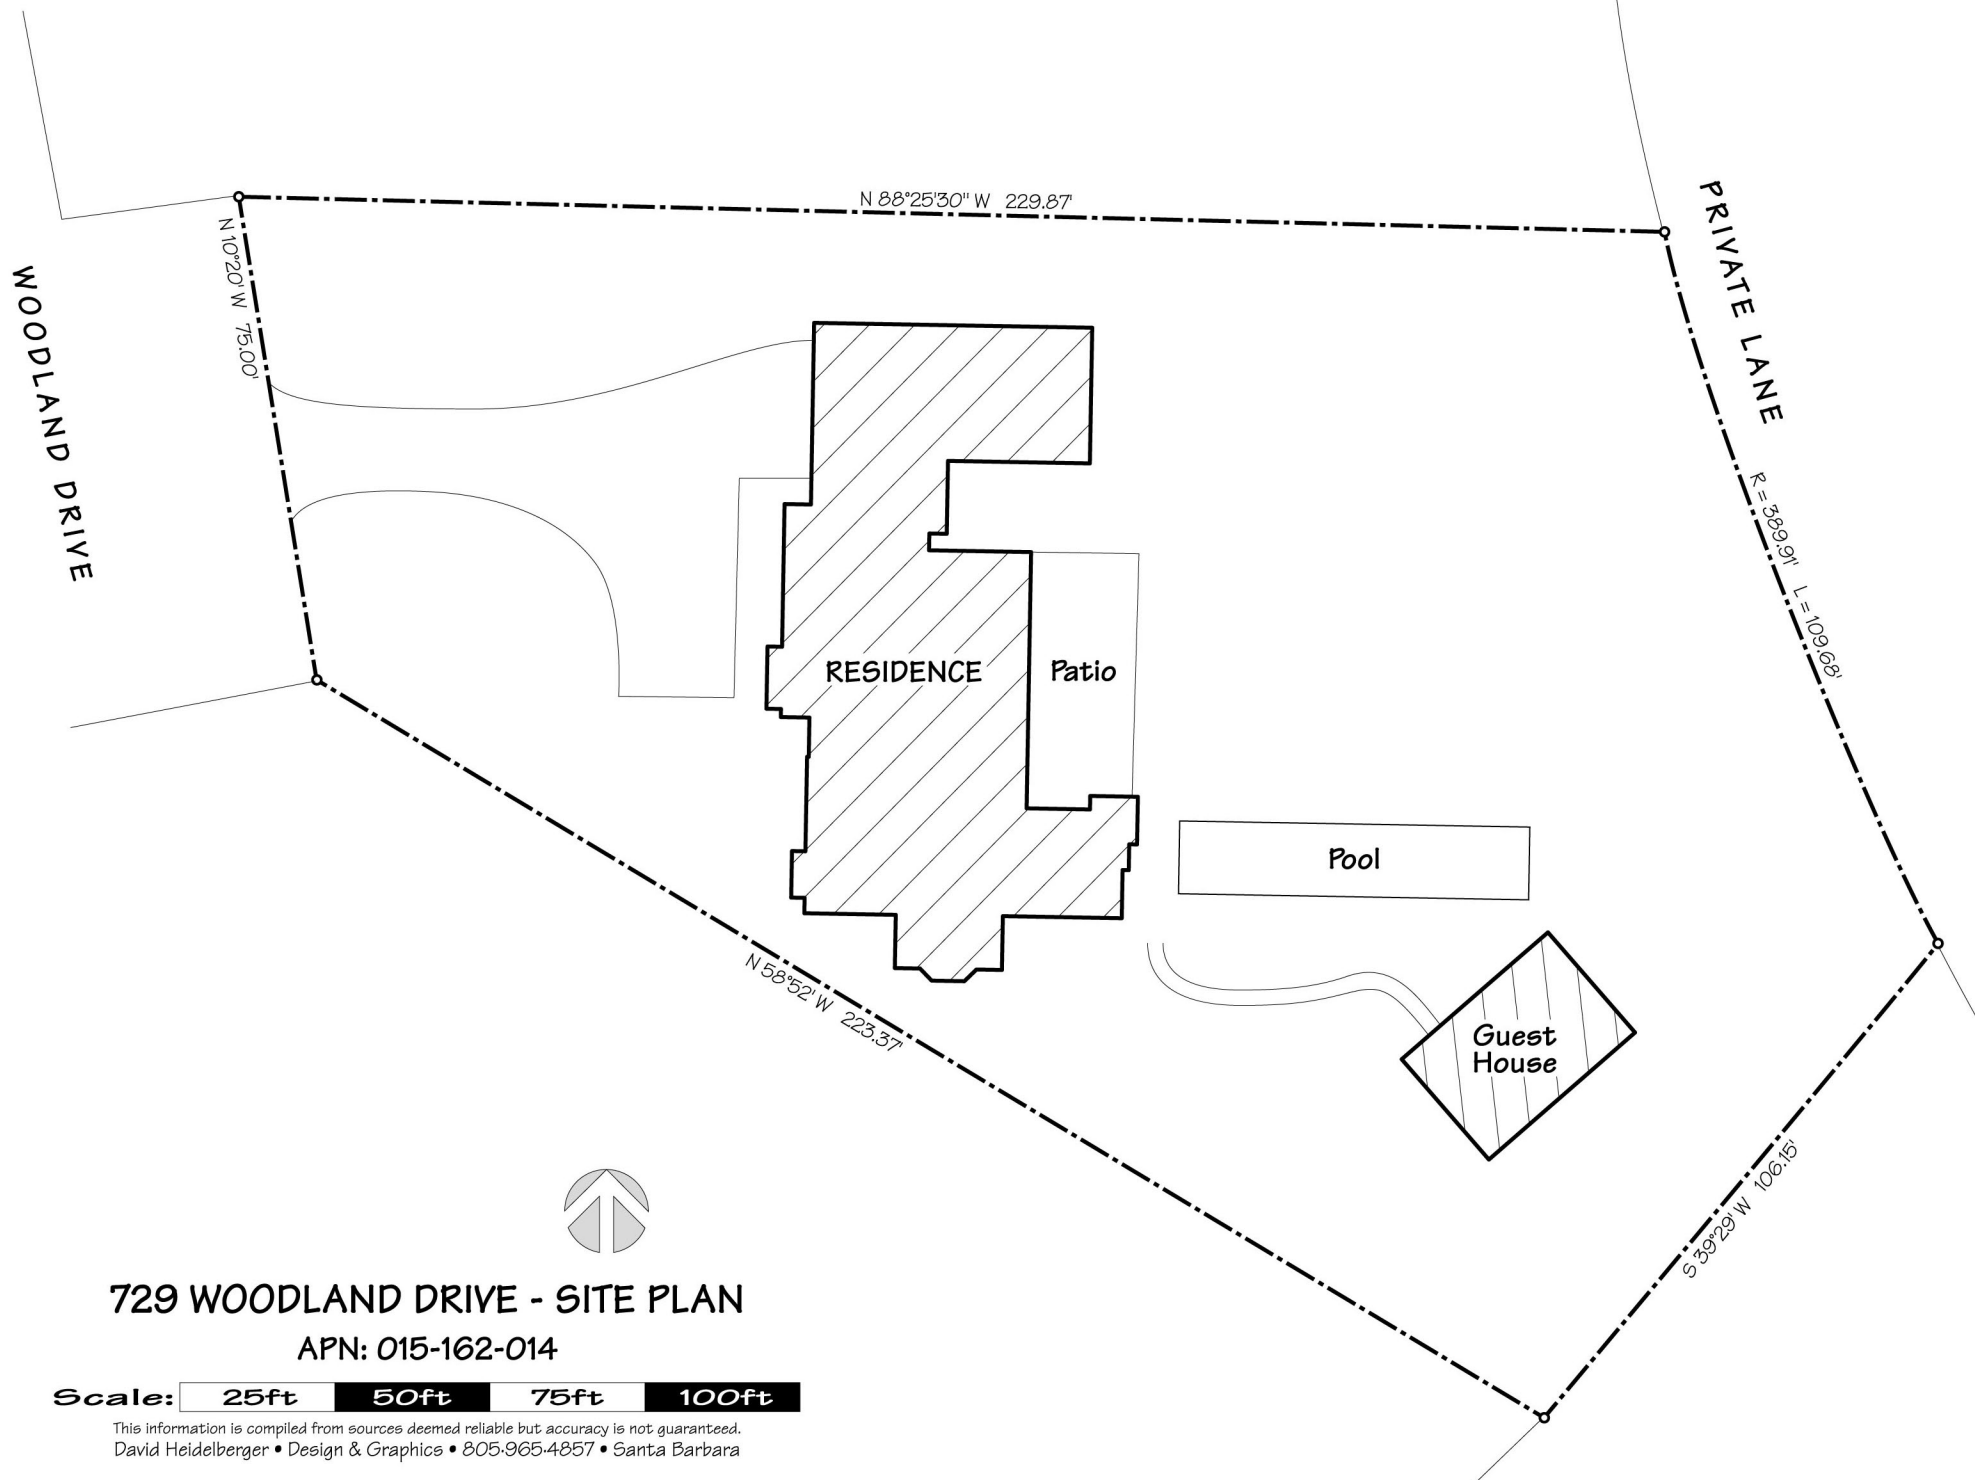 N 88°25'30" W 229.87'
PRIVATE LANE
N 10°20' W 75.00'
WOODLAND DRIVE
R = 389.91' L = 109.68'
RESIDENCE
Patio
Pool
N 58°52' W 223.37'
Guest
House
S 39°29' W 106.15'
729 WOODLAND DRIVE - SITE PLAN
APN: 015-162-014
Scale: 25ft 50ft 75ft 100ft
This information is compiled from sources deemed reliable but accuracy is not guaranteed.
David Heidelberger • Design & Graphics • 805·965·4857 • Santa Barbara